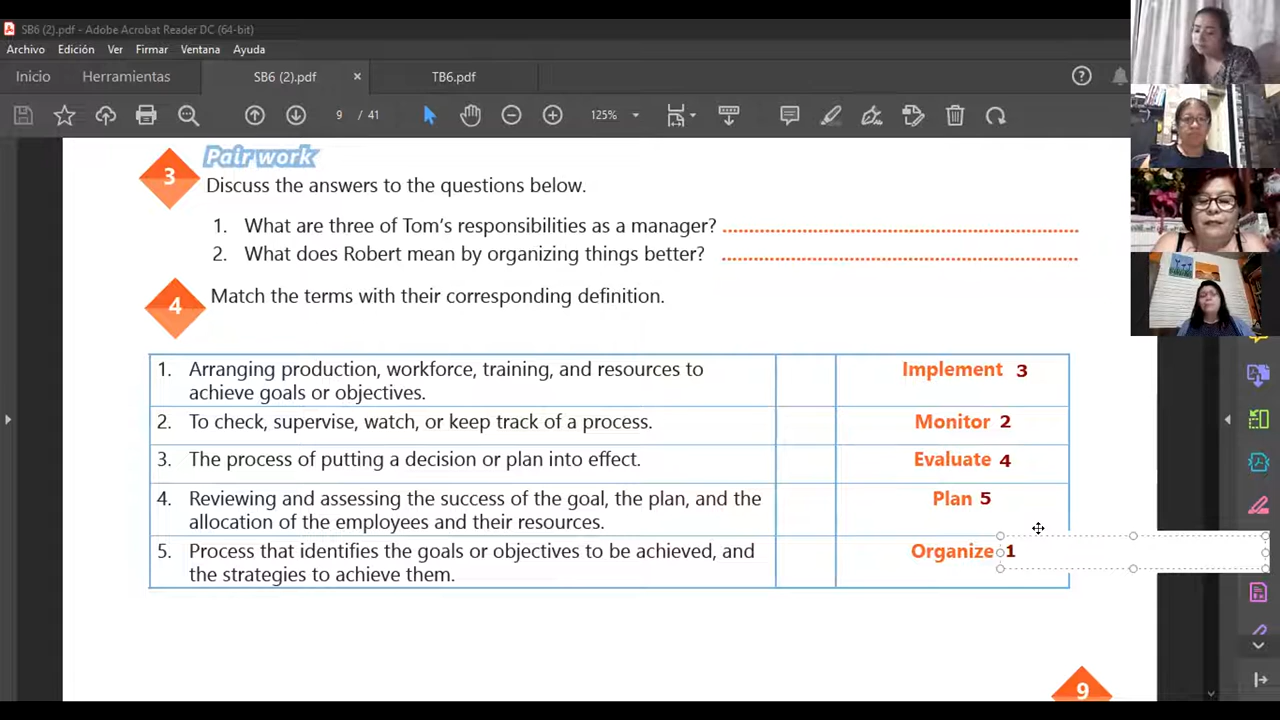 SB6 (2).pdf - Adobe Acrobat Reader DC (64-bit)
Archivo Edición Ver Firmar Ventana Ayuda
Inicio Herramientas SB6 (2).pdf × TB6.pdf
9 / 41 125%
Pair work
3
Discuss the answers to the questions below.
1. What are three of Tom's responsibilities as a manager?
2. What does Robert mean by organizing things better?
4
Match the terms with their corresponding definition.
1. Arranging production, workforce, training, and resources to
achieve goals or objectives.
Implement 3
2. To check, supervise, watch, or keep track of a process.
Monitor 2
3. The process of putting a decision or plan into effect.
Evaluate 4
4. Reviewing and assessing the success of the goal, the plan, and the
allocation of the employees and their resources.
Plan 5
5. Process that identifies the goals or objectives to be achieved, and
the strategies to achieve them.
Organize 1
9